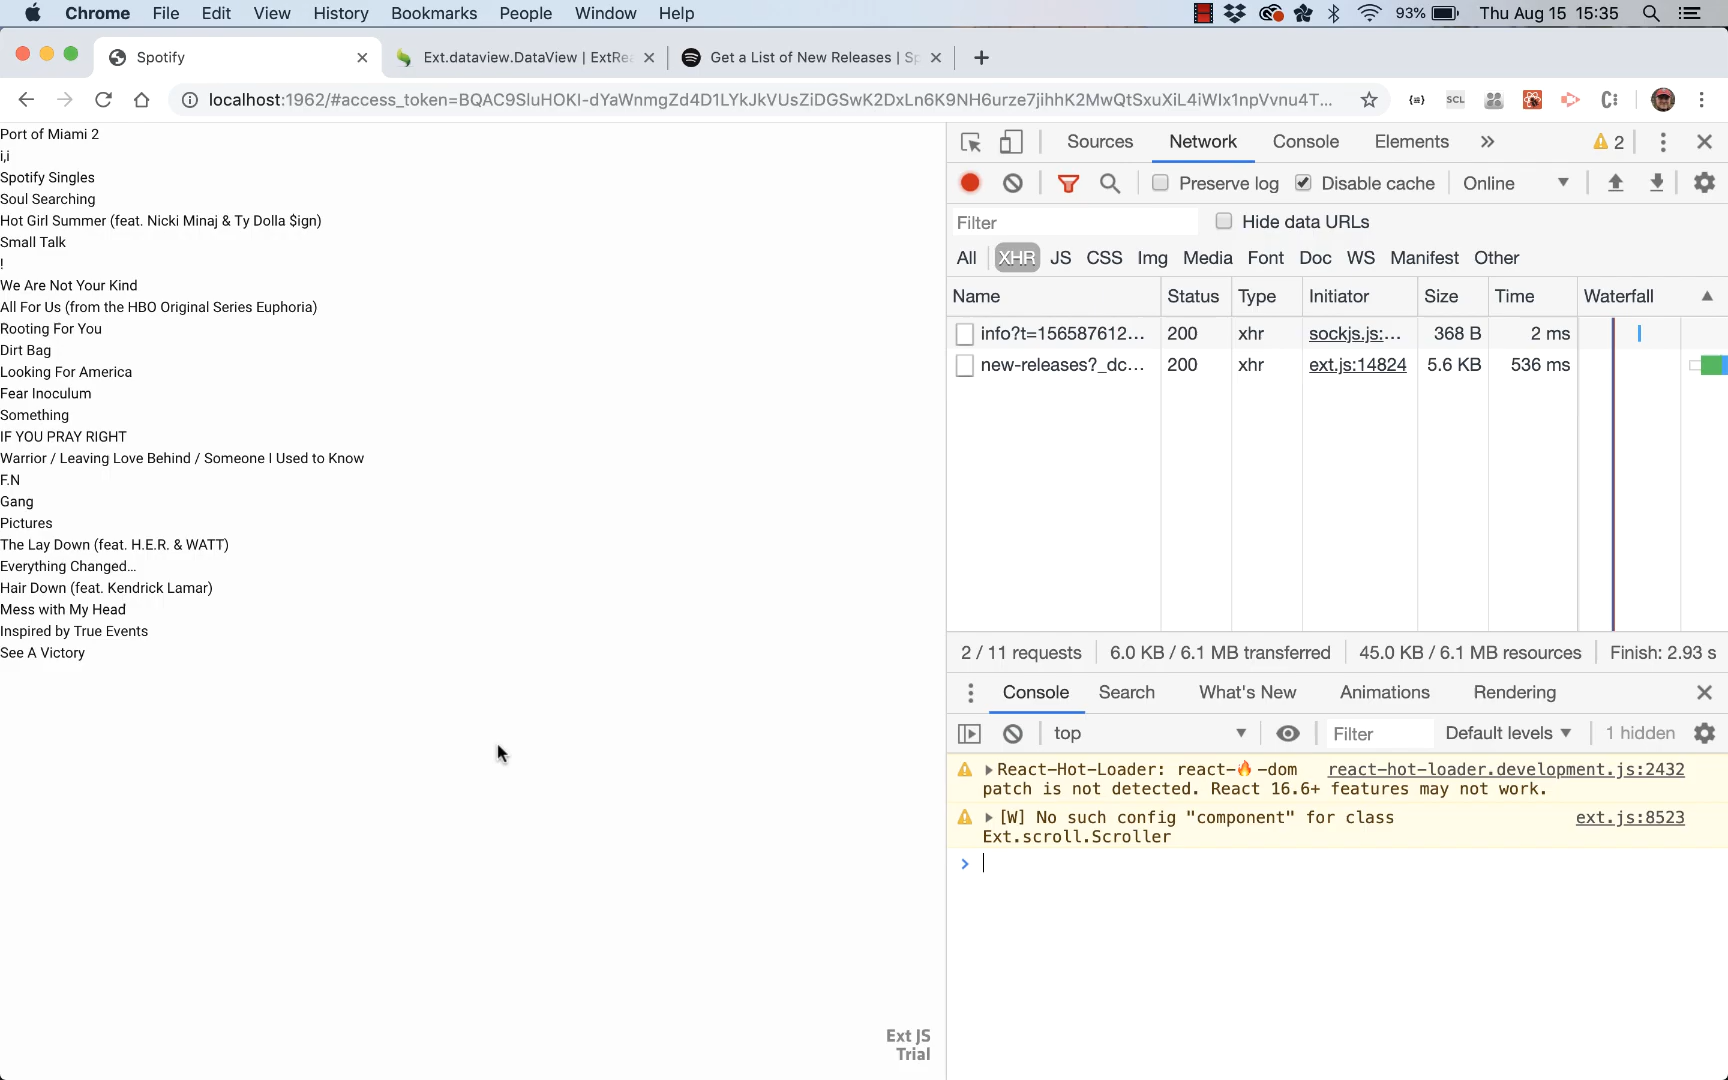 Chrome File Edit View History Bookmarks People Window Help 93% Thu Aug 15 15:35
Spotify Ext.dataview.DataView | ExtRea Get a List of New Releases | Sp
localhost:1962/#access_token=BQAC9SluHOKI-dYaWnmgZd4D1LYkJkVUsZiDGSwK2DxLn6K9NH6urze7jihhK2MwQtSxuXiL4iWIx1npVvnu4T... SCL
Port of Miami 2
i,i
Spotify Singles
Soul Searching
Hot Girl Summer (feat. Nicki Minaj & Ty Dolla $ign)
Small Talk
!
We Are Not Your Kind
All For Us (from the HBO Original Series Euphoria)
Rooting For You
Dirt Bag
Looking For America
Fear Inoculum
Something
IF YOU PRAY RIGHT
Warrior / Leaving Love Behind / Someone I Used to Know
F.N
Gang
Pictures
The Lay Down (feat. H.E.R. & WATT)
Everything Changed...
Hair Down (feat. Kendrick Lamar)
Mess with My Head
Inspired by True Events
See A Victory
Ext JS
Trial
Sources Network Console Elements » 2
Preserve log Disable cache Online
Filter Hide data URLs
All XHR JS CSS Img Media Font Doc WS Manifest Other
Name Status Type Initiator Size Time Waterfall
info?t=156587612... 200 xhr sockjs.js:... 368 B 2 ms
new-releases?_dc... 200 xhr ext.js:14824 5.6 KB 536 ms
2 / 11 requests 6.0 KB / 6.1 MB transferred 45.0 KB / 6.1 MB resources Finish: 2.93 s
Console Search What's New Animations Rendering
top Filter Default levels 1 hidden
React-Hot-Loader: react-🔥-dom react-hot-loader.development.js:2432
patch is not detected. React 16.6+ features may not work.
[W] No such config "component" for class ext.js:8523
Ext.scroll.Scroller